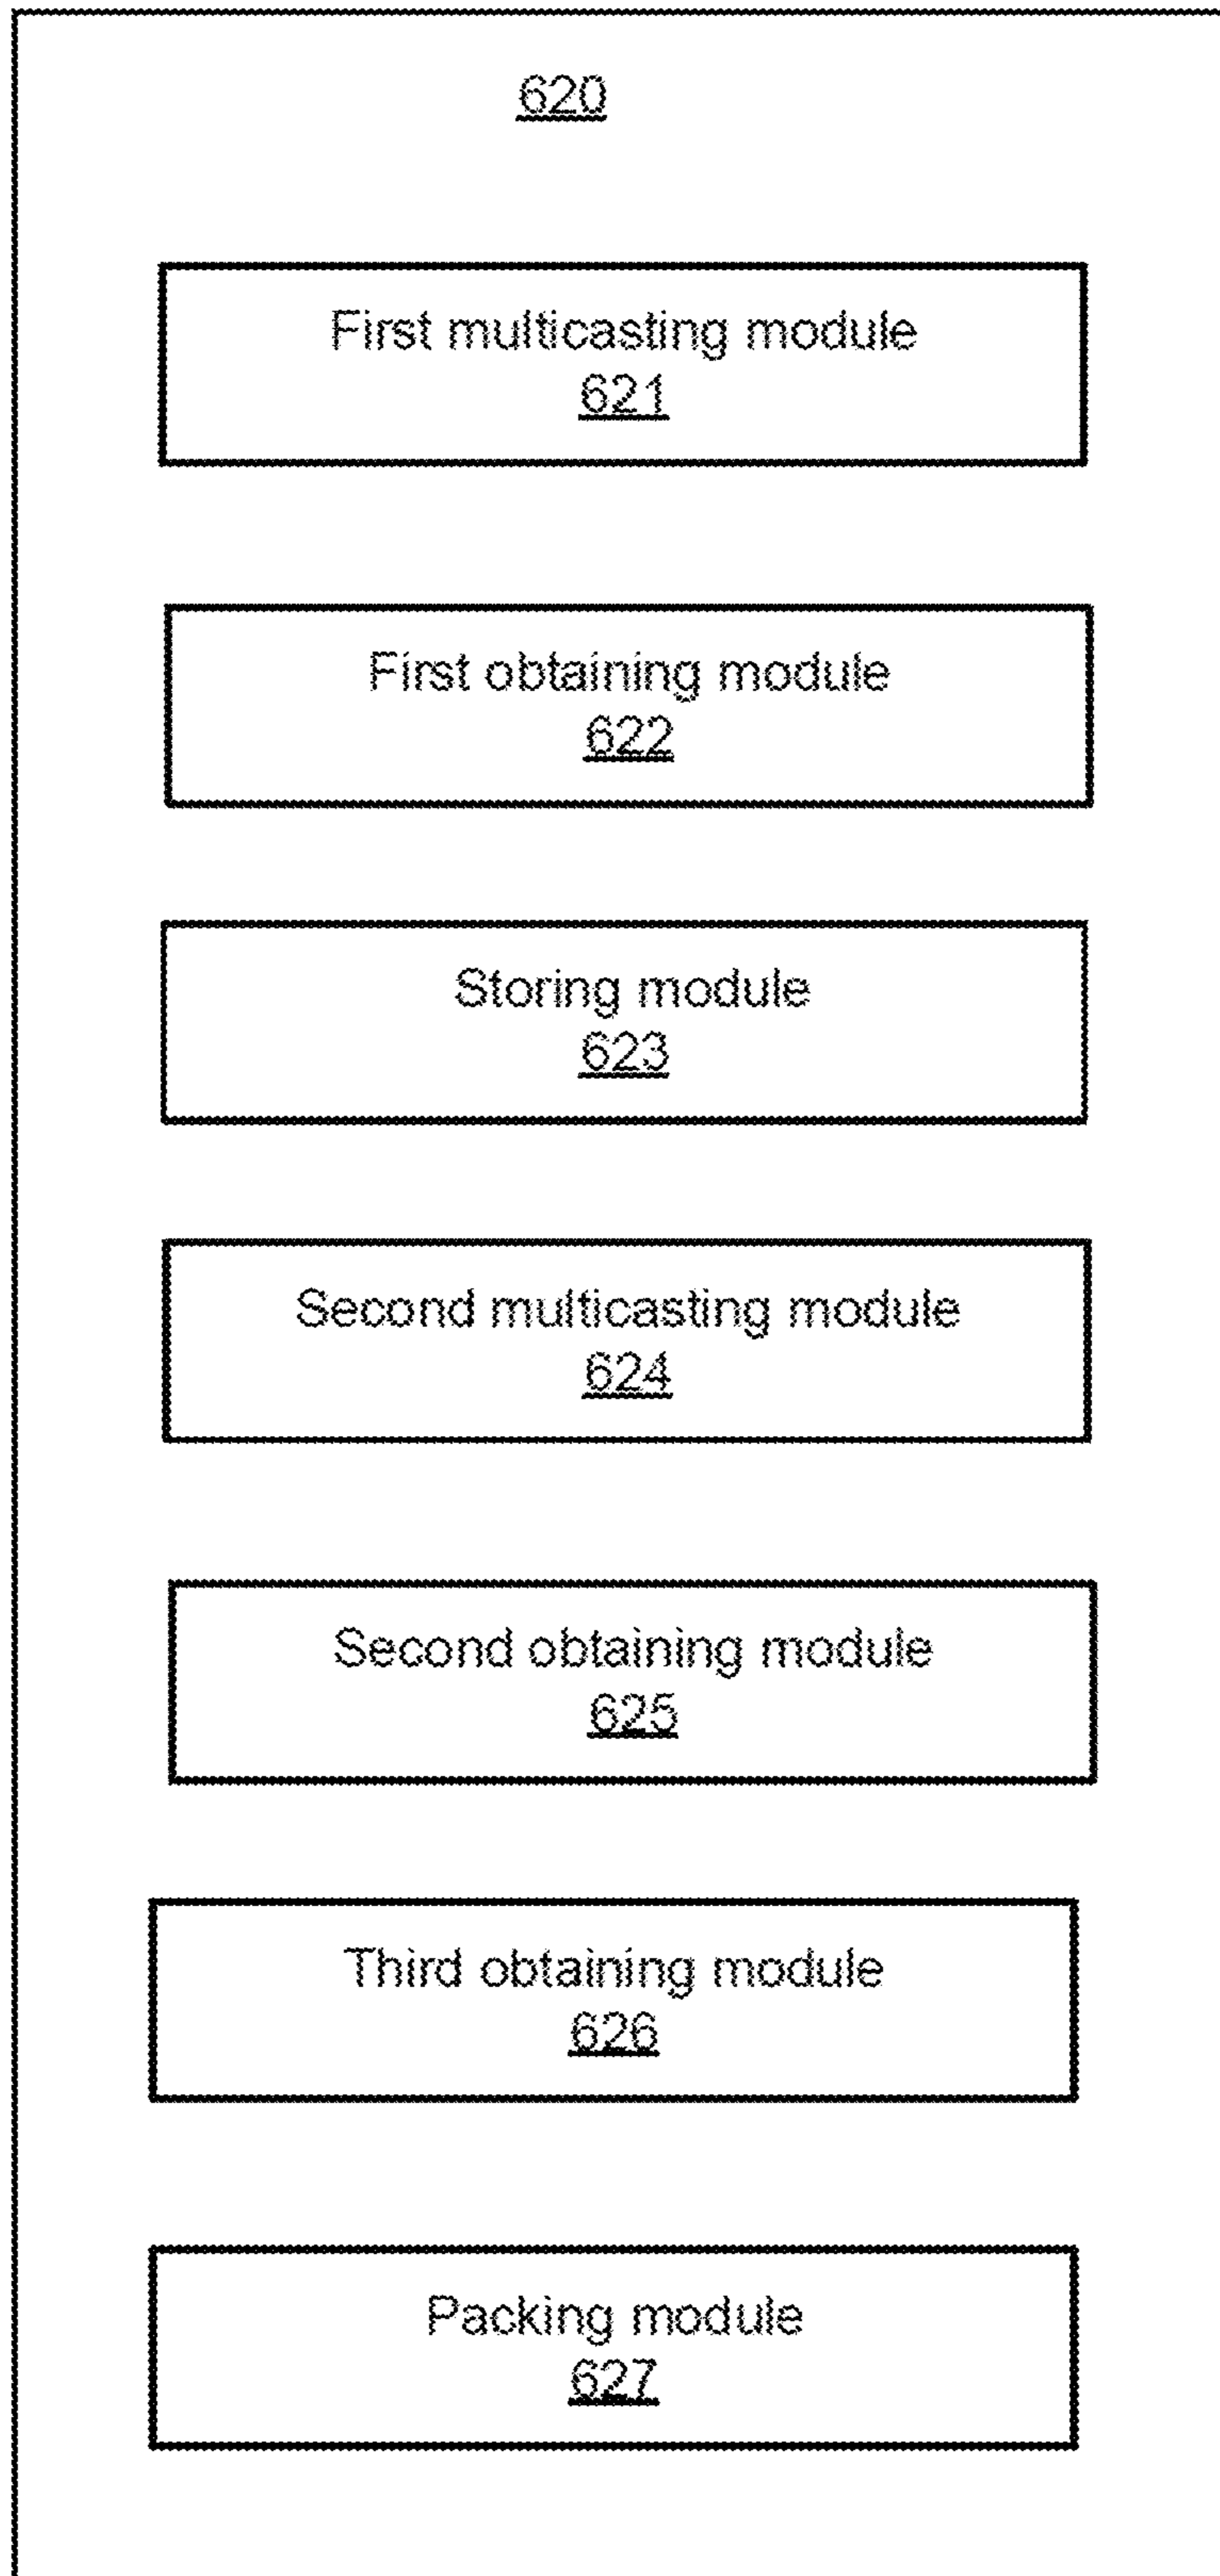 620
First multicasting module
621
First obtaining module
622
Storing module
623
Second multicasting module
624
Second obtaining module
625
Third obtaining module
626
Packing module
627